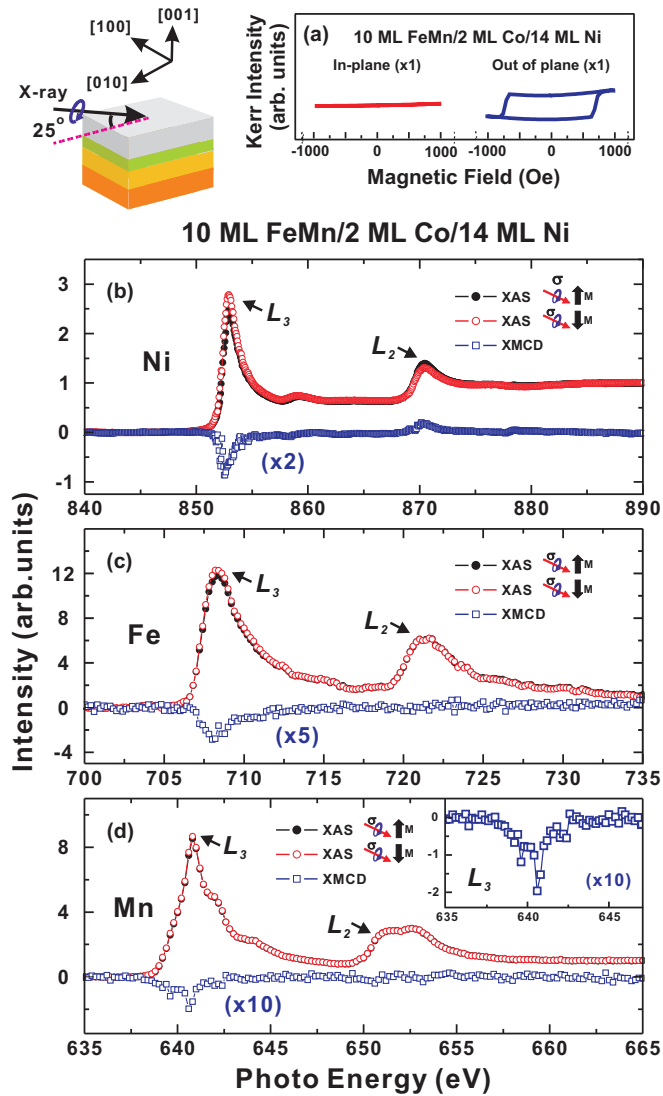 [001]
[100]
[010]
X-ray
25°
(a)
10 ML FeMn/2 ML Co/14 ML Ni
In-plane (x1)
Out of plane (x1)
Kerr Intensity
(arb. units)
-1000 0 1000 -1000 0 1000
Magnetic Field (Oe)
10 ML FeMn/2 ML Co/14 ML Ni
(b)
Ni
L3
L2
XAS σ M
XAS σ M
XMCD
(x2)
3
2
1
0
-1
840 850 860 870 880 890
Intensity (arb.units)
(c)
Fe
L3
L2
XAS σ M
XAS σ M
XMCD
(x5)
12
8
4
0
-4
700 705 710 715 720 725 730 735
(d)
Mn
L3
L2
XAS σ M
XAS σ M
XMCD
(x10)
8
4
0
0
-1
-2
L3
(x10)
635 640 645
635 640 645 650 655 660 665
Photo Energy (eV)